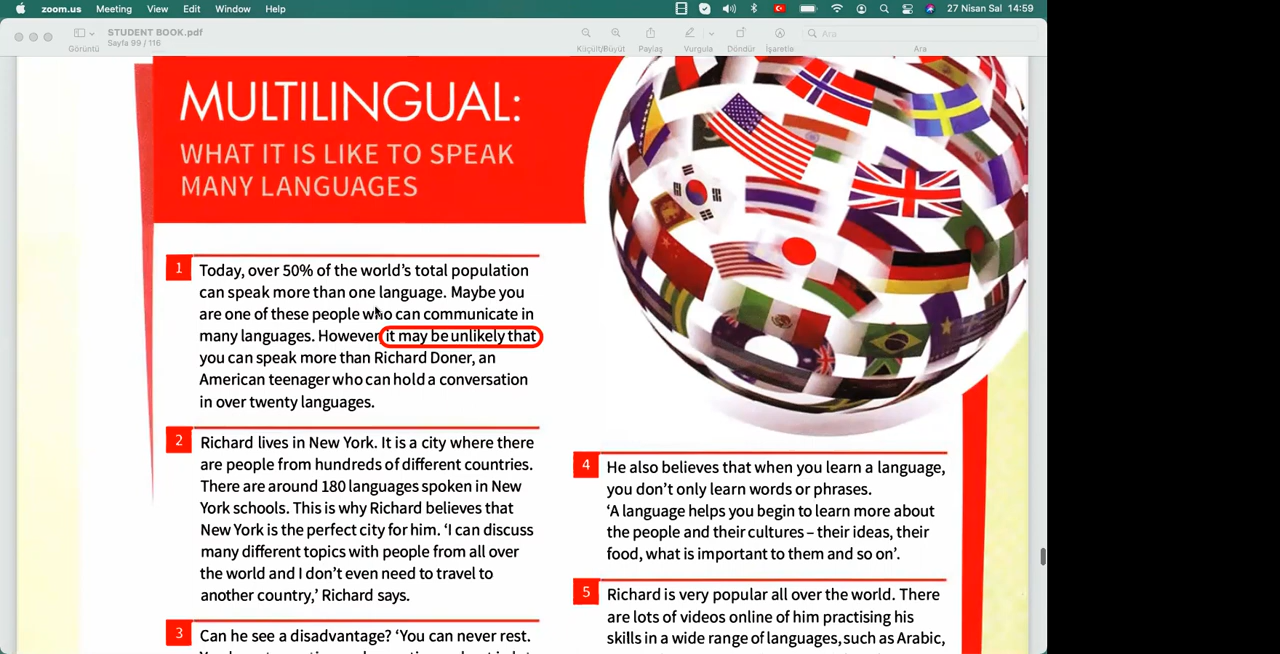 zoom.us Meeting View Edit Window Help
27 Nisan Sal 14:59
STUDENT BOOK.pdf
Sayfa 99 / 116
Görüntü
Küçült/Büyüt Paylaş Vurgula Döndür İşaretle
Ara
Ara
MULTILINGUAL:
WHAT IT IS LIKE TO SPEAK
MANY LANGUAGES
1
Today, over 50% of the world's total population
can speak more than one language. Maybe you
are one of these people who can communicate in
many languages. However it may be unlikely that
you can speak more than Richard Doner, an
American teenager who can hold a conversation
in over twenty languages.
2
Richard lives in New York. It is a city where there
are people from hundreds of different countries.
There are around 180 languages spoken in New
York schools. This is why Richard believes that
New York is the perfect city for him. 'I can discuss
many different topics with people from all over
the world and I don't even need to travel to
another country,' Richard says.
3
Can he see a disadvantage? 'You can never rest.
4
He also believes that when you learn a language,
you don't only learn words or phrases.
'A language helps you begin to learn more about
the people and their cultures – their ideas, their
food, what is important to them and so on'.
5
Richard is very popular all over the world. There
are lots of videos online of him practising his
skills in a wide range of languages, such as Arabic,